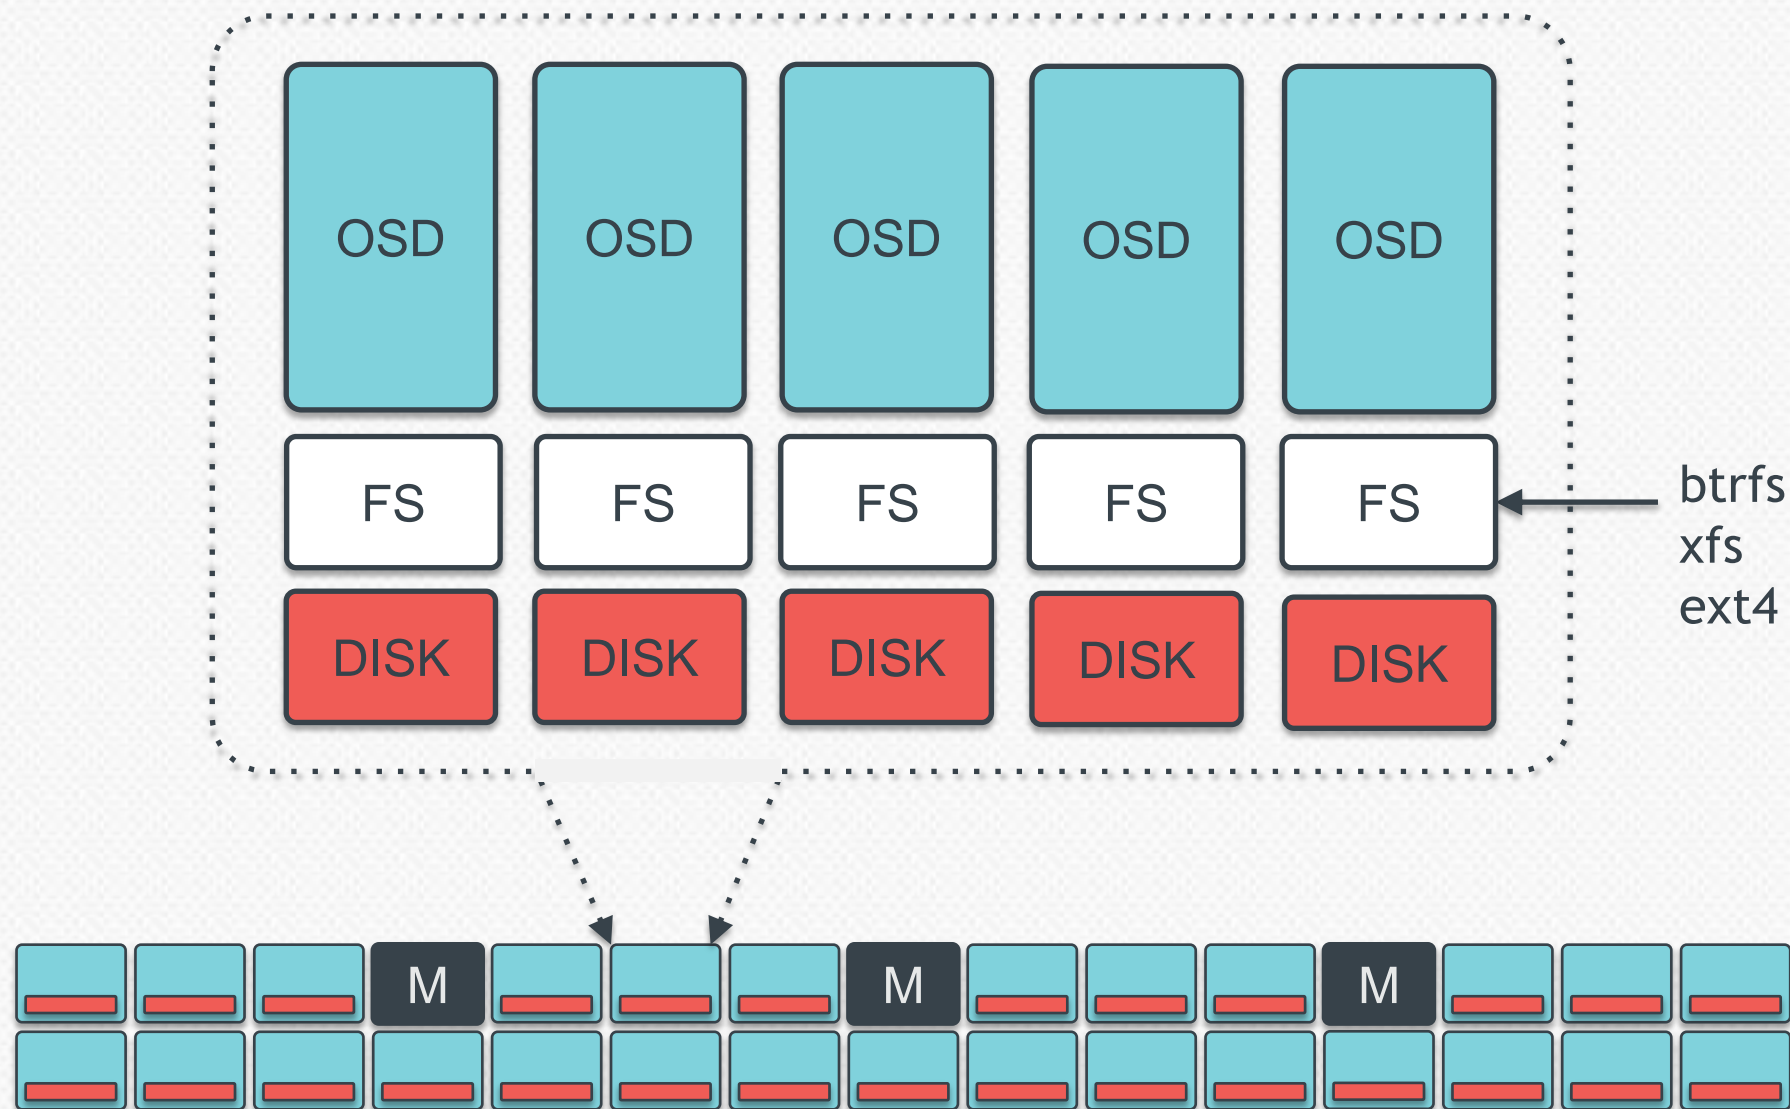 OSD OSD OSD OSD OSD
FS FS FS FS FS
btrfs
xfs
ext4
DISK DISK DISK DISK DISK
M M M